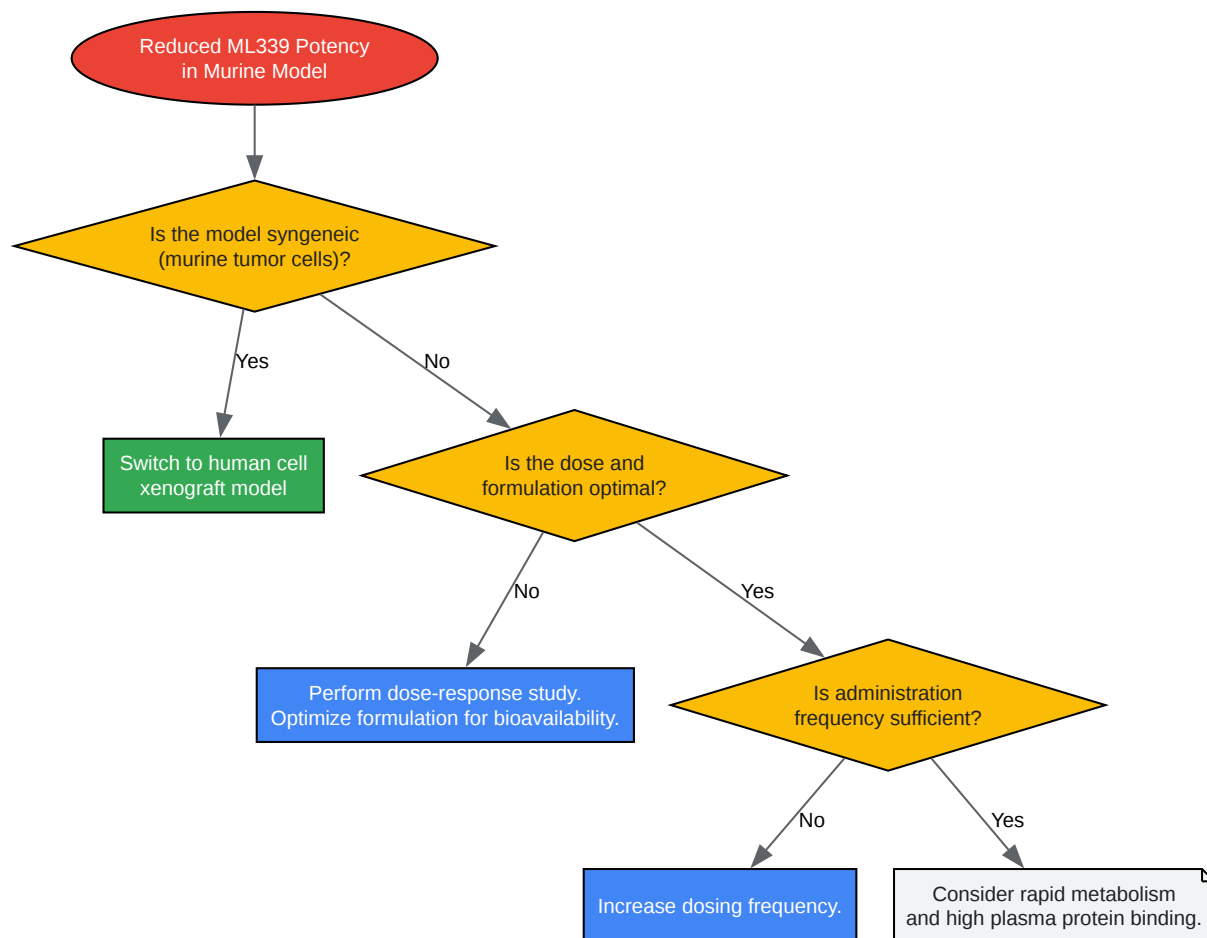 Reduced ML339 Potency
in Murine Model
Is the model syngeneic
(murine tumor cells)?
Yes
No
Switch to human cell
xenograft model
Is the dose and
formulation optimal?
No
Yes
Perform dose-response study.
Optimize formulation for bioavailability.
Is administration
frequency sufficient?
No
Yes
Increase dosing frequency.
Consider rapid metabolism
and high plasma protein binding.